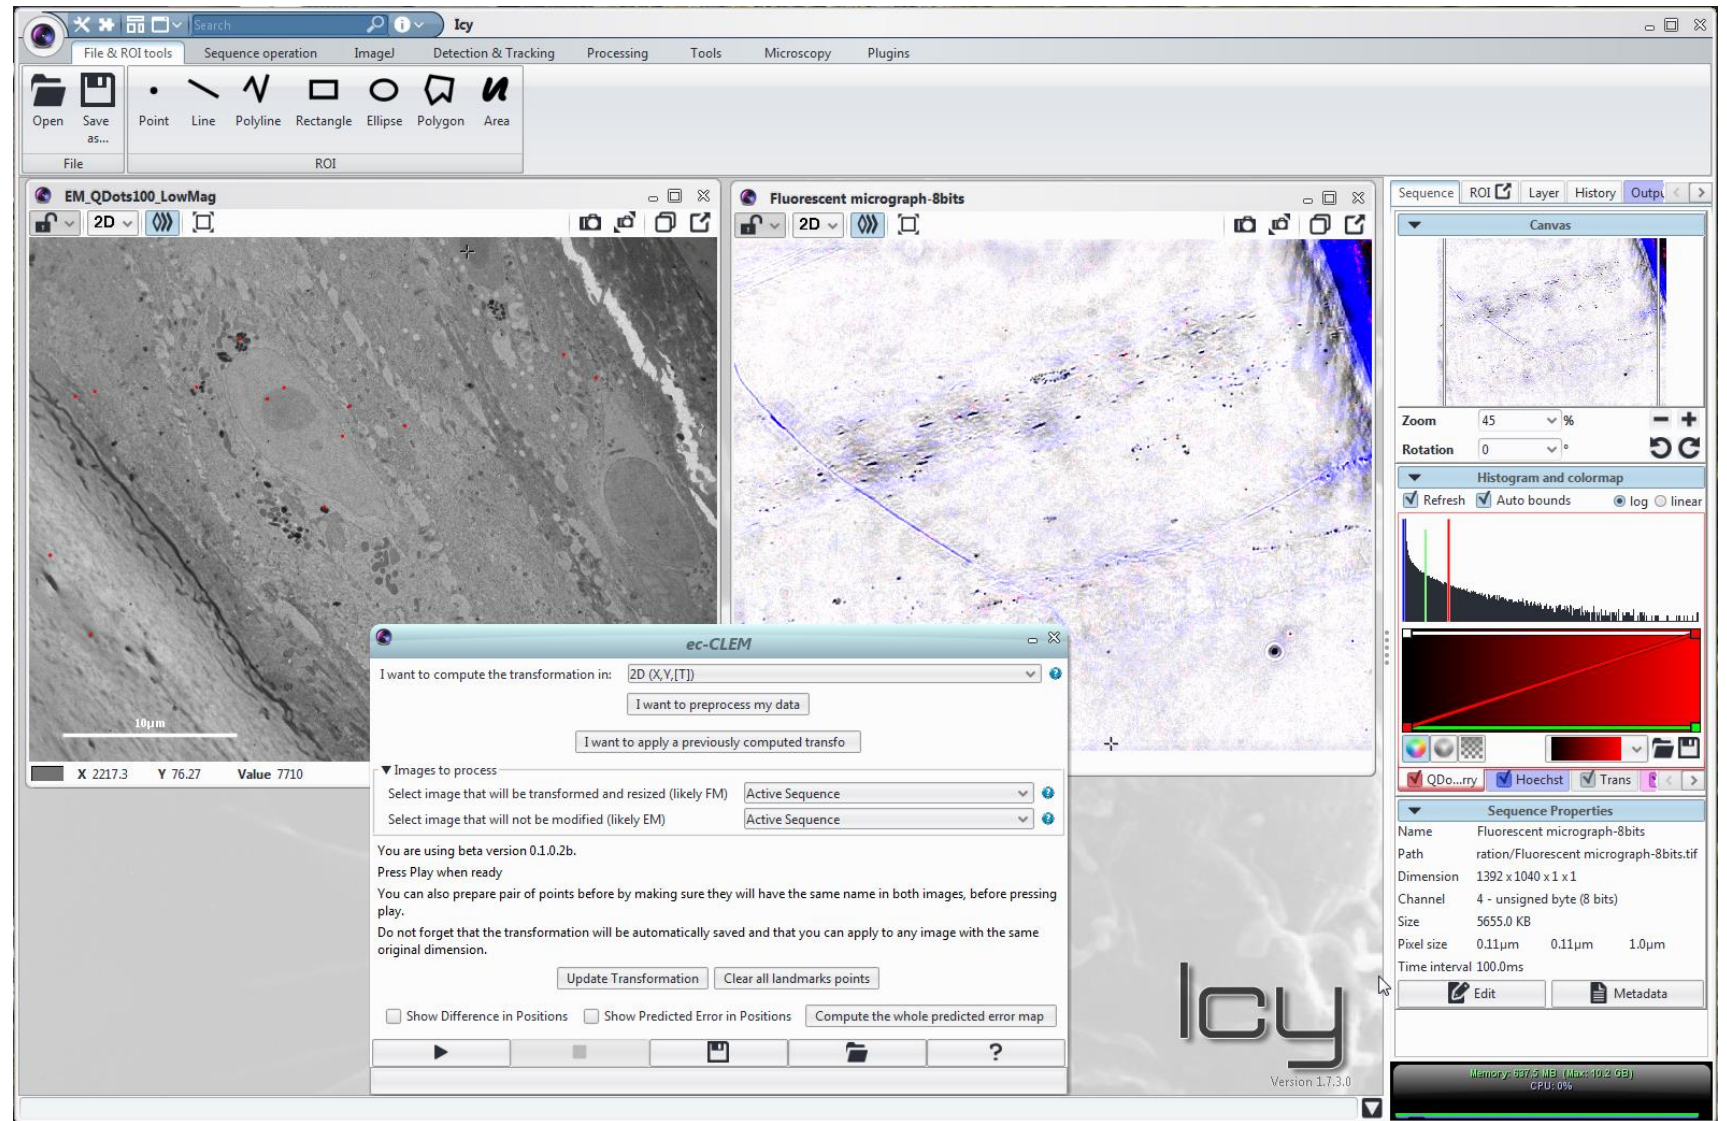 Search
Icy
File & ROI tools
Sequence operation
ImageJ
Detection & Tracking
Processing
Tools
Microscopy
Plugins
Open
Save as...
Point
Line
Polyline
Rectangle
Ellipse
Polygon
Area
File
ROI
EM_QDots100_LowMag
2D
10µm
X 2217.3 Y 76.27 Value 7710
Fluorescent micrograph-8bits
2D
Sequence
ROI
Layer
History
Outpu
Canvas
Zoom 45 %
Rotation 0 °
Histogram and colormap
Refresh Auto bounds log linear
QDo...rry Hoechst Trans
Sequence Properties
Name Fluorescent micrograph-8bits
Path ration/Fluorescent micrograph-8bits.tif
Dimension 1392 x 1040 x 1 x 1
Channel 4 - unsigned byte (8 bits)
Size 5655.0 KB
Pixel size 0.11µm 0.11µm 1.0µm
Time interval 100.0ms
Edit Metadata
Memory: 637.5 MB (Max: 10.2 GB)
CPU: 0%
ec-CLEM
I want to compute the transformation in: 2D (X,Y,[T])
I want to preprocess my data
I want to apply a previously computed transfo
Images to process
Select image that will be transformed and resized (likely FM) Active Sequence
Select image that will not be modified (likely EM) Active Sequence
You are using beta version 0.1.0.2b.
Press Play when ready
You can also prepare pair of points before by making sure they will have the same name in both images, before pressing
play.
Do not forget that the transformation will be automatically saved and that you can apply to any image with the same
original dimension.
Update Transformation Clear all landmarks points
Show Difference in Positions Show Predicted Error in Positions Compute the whole predicted error map
?
Icy
Version 1.7.3.0